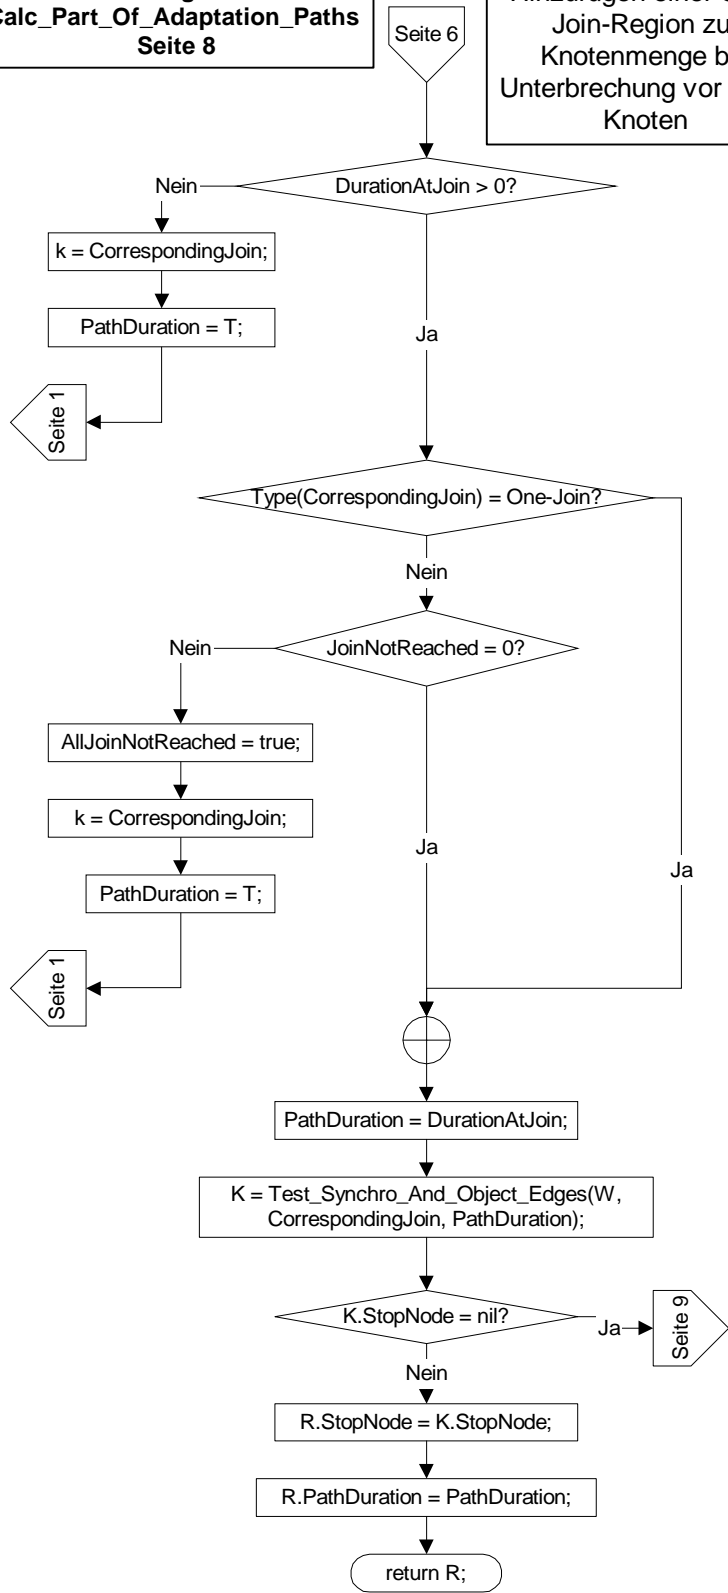 Calc_Part_Of_Adaptation_Paths
Seite 8
Seite 6
Join-Region
Knotenmenge
Unterbrechung vor
Knoten
DurationAtJoin > 0?
Nein
k = CorrespondingJoin;
PathDuration = T;
Seite 1
Ja
Type(CorrespondingJoin) = One-Join?
Nein
JoinNotReached = 0?
Nein
AllJoinNotReached = true;
k = CorrespondingJoin;
PathDuration = T;
Seite 1
Ja
Ja
PathDuration = DurationAtJoin;
K = Test_Synchro_And_Object_Edges(W,
CorrespondingJoin, PathDuration);
K.StopNode = nil?
Ja
Seite 9
Nein
R.StopNode = K.StopNode;
R.PathDuration = PathDuration;
return R;